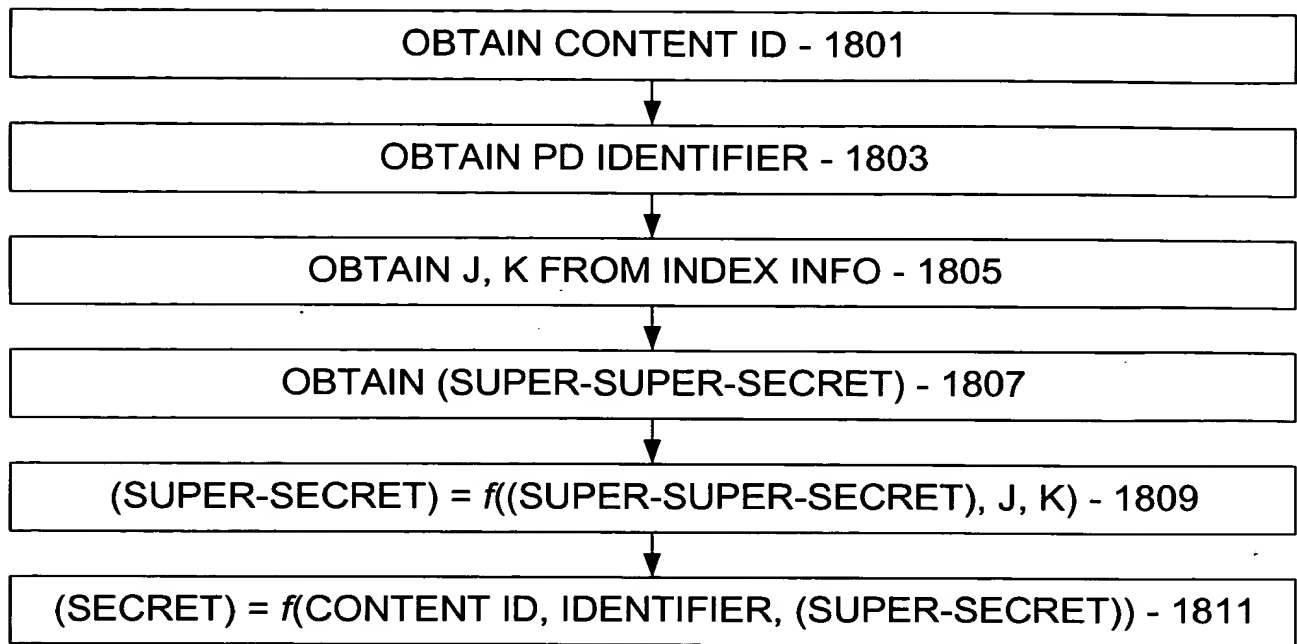 OBTAIN CONTENT ID - 1801
OBTAIN PD IDENTIFIER - 1803
OBTAIN J, K FROM INDEX INFO - 1805
OBTAIN (SUPER-SUPER-SECRET) - 1807
(SUPER-SECRET) = f((SUPER-SUPER-SECRET), J, K) - 1809
(SECRET) = f(CONTENT ID, IDENTIFIER, (SUPER-SECRET)) - 1811